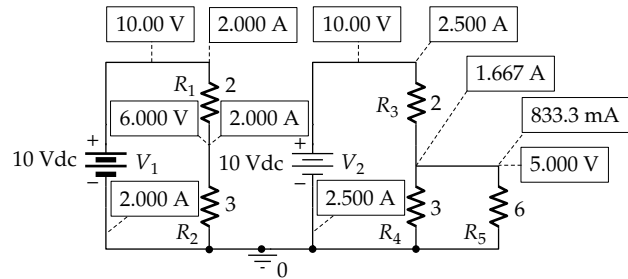 10.00 V 2.000 A 10.00 V 2.500 A
R1 2 R3 2 1.667 A
6.000 V 2.000 A 833.3 mA
+ +
10 Vdc V1 10 Vdc V2 5.000 V
− −
2.000 A 3 2.500 A 3 6
R2 R4 R5
0